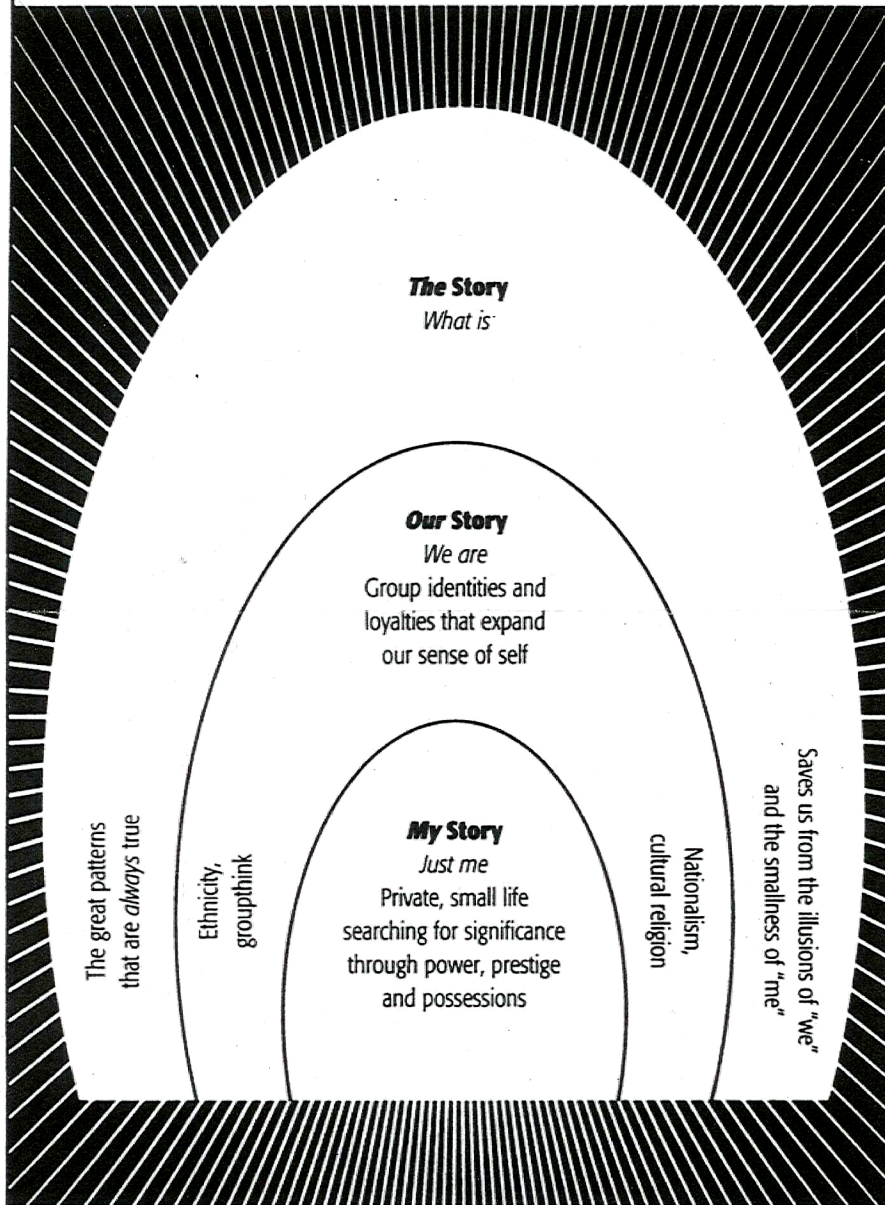 The Story
What is
Our Story
We are
Group identities and
loyalties that expand
our sense of self
My Story
Just me
Private, small life
searching for significance
through power, prestige
and possessions
The great patterns
that are always true
Ethnicity,
groupthink
Nationalism,
cultural religion
Saves us from the illusions of "we"
and the smallness of "me"